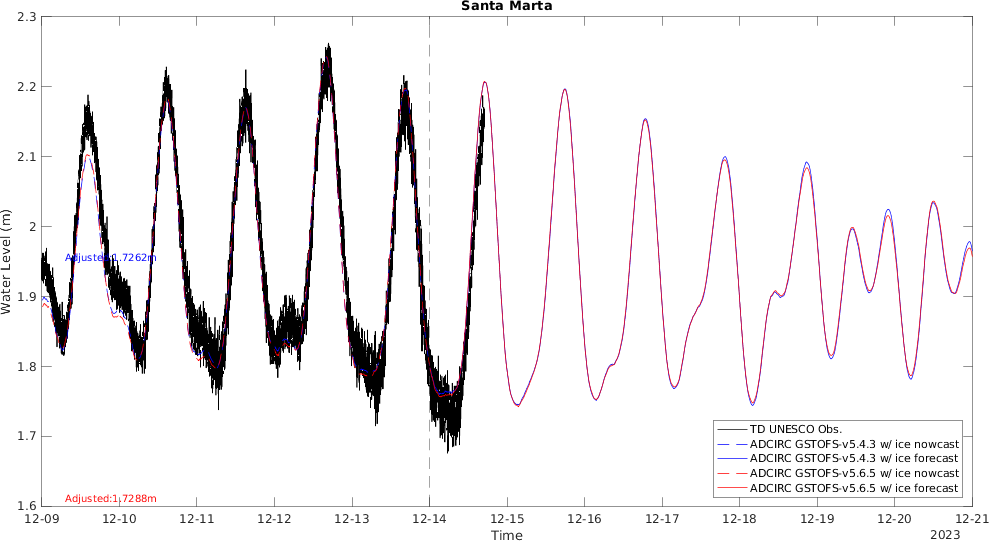 Santa Marta
2.3
2.2
2.1
2
1.9
1.8
1.7
1.6
Water Level (m)
Adjusted:1.7262m
Adjusted:1.7288m
TD UNESCO Obs.
ADCIRC GSTOFS-v5.4.3 w/ ice nowcast
ADCIRC GSTOFS-v5.4.3 w/ ice forecast
ADCIRC GSTOFS-v5.6.5 w/ ice nowcast
ADCIRC GSTOFS-v5.6.5 w/ ice forecast
12-09 12-10 12-11 12-12 12-13 12-14 12-15 12-16 12-17 12-18 12-19 12-20 12-21
Time
2023